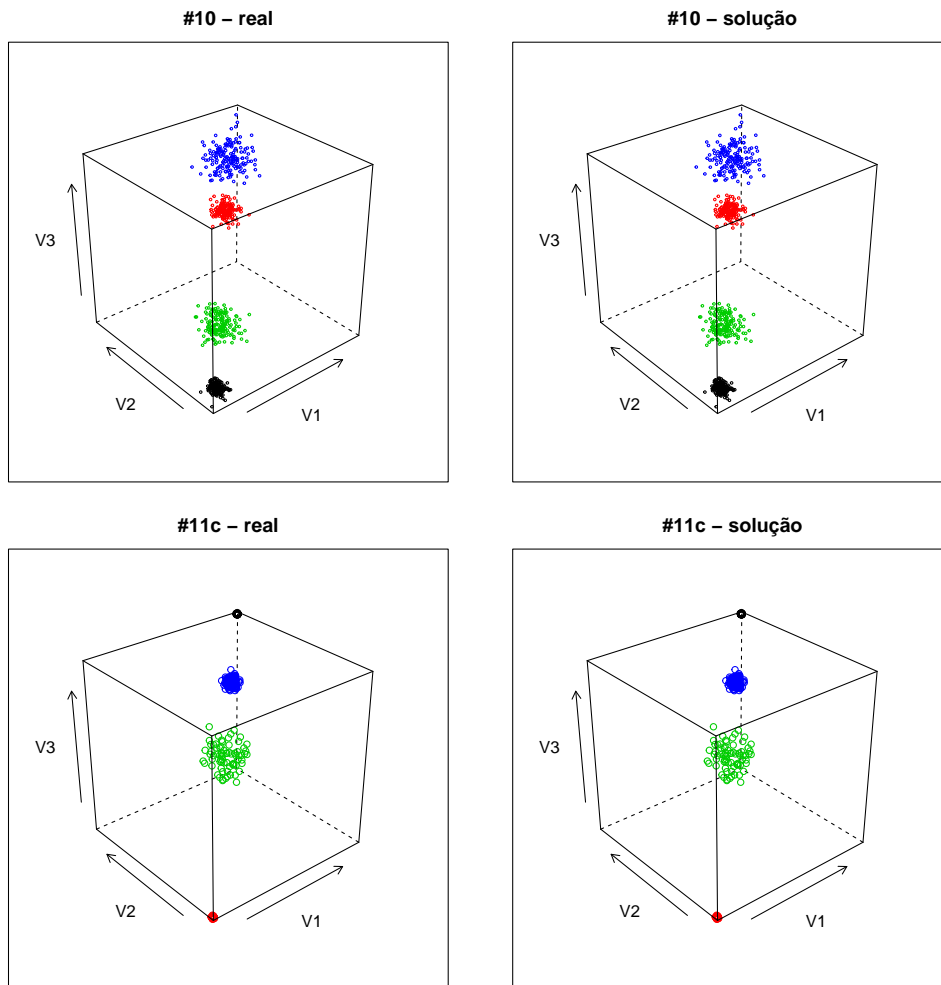 #10 – real
V3
V2
V1
#10 – solução
V3
V2
V1
#11c – real
V3
V2
V1
#11c – solução
V3
V2
V1